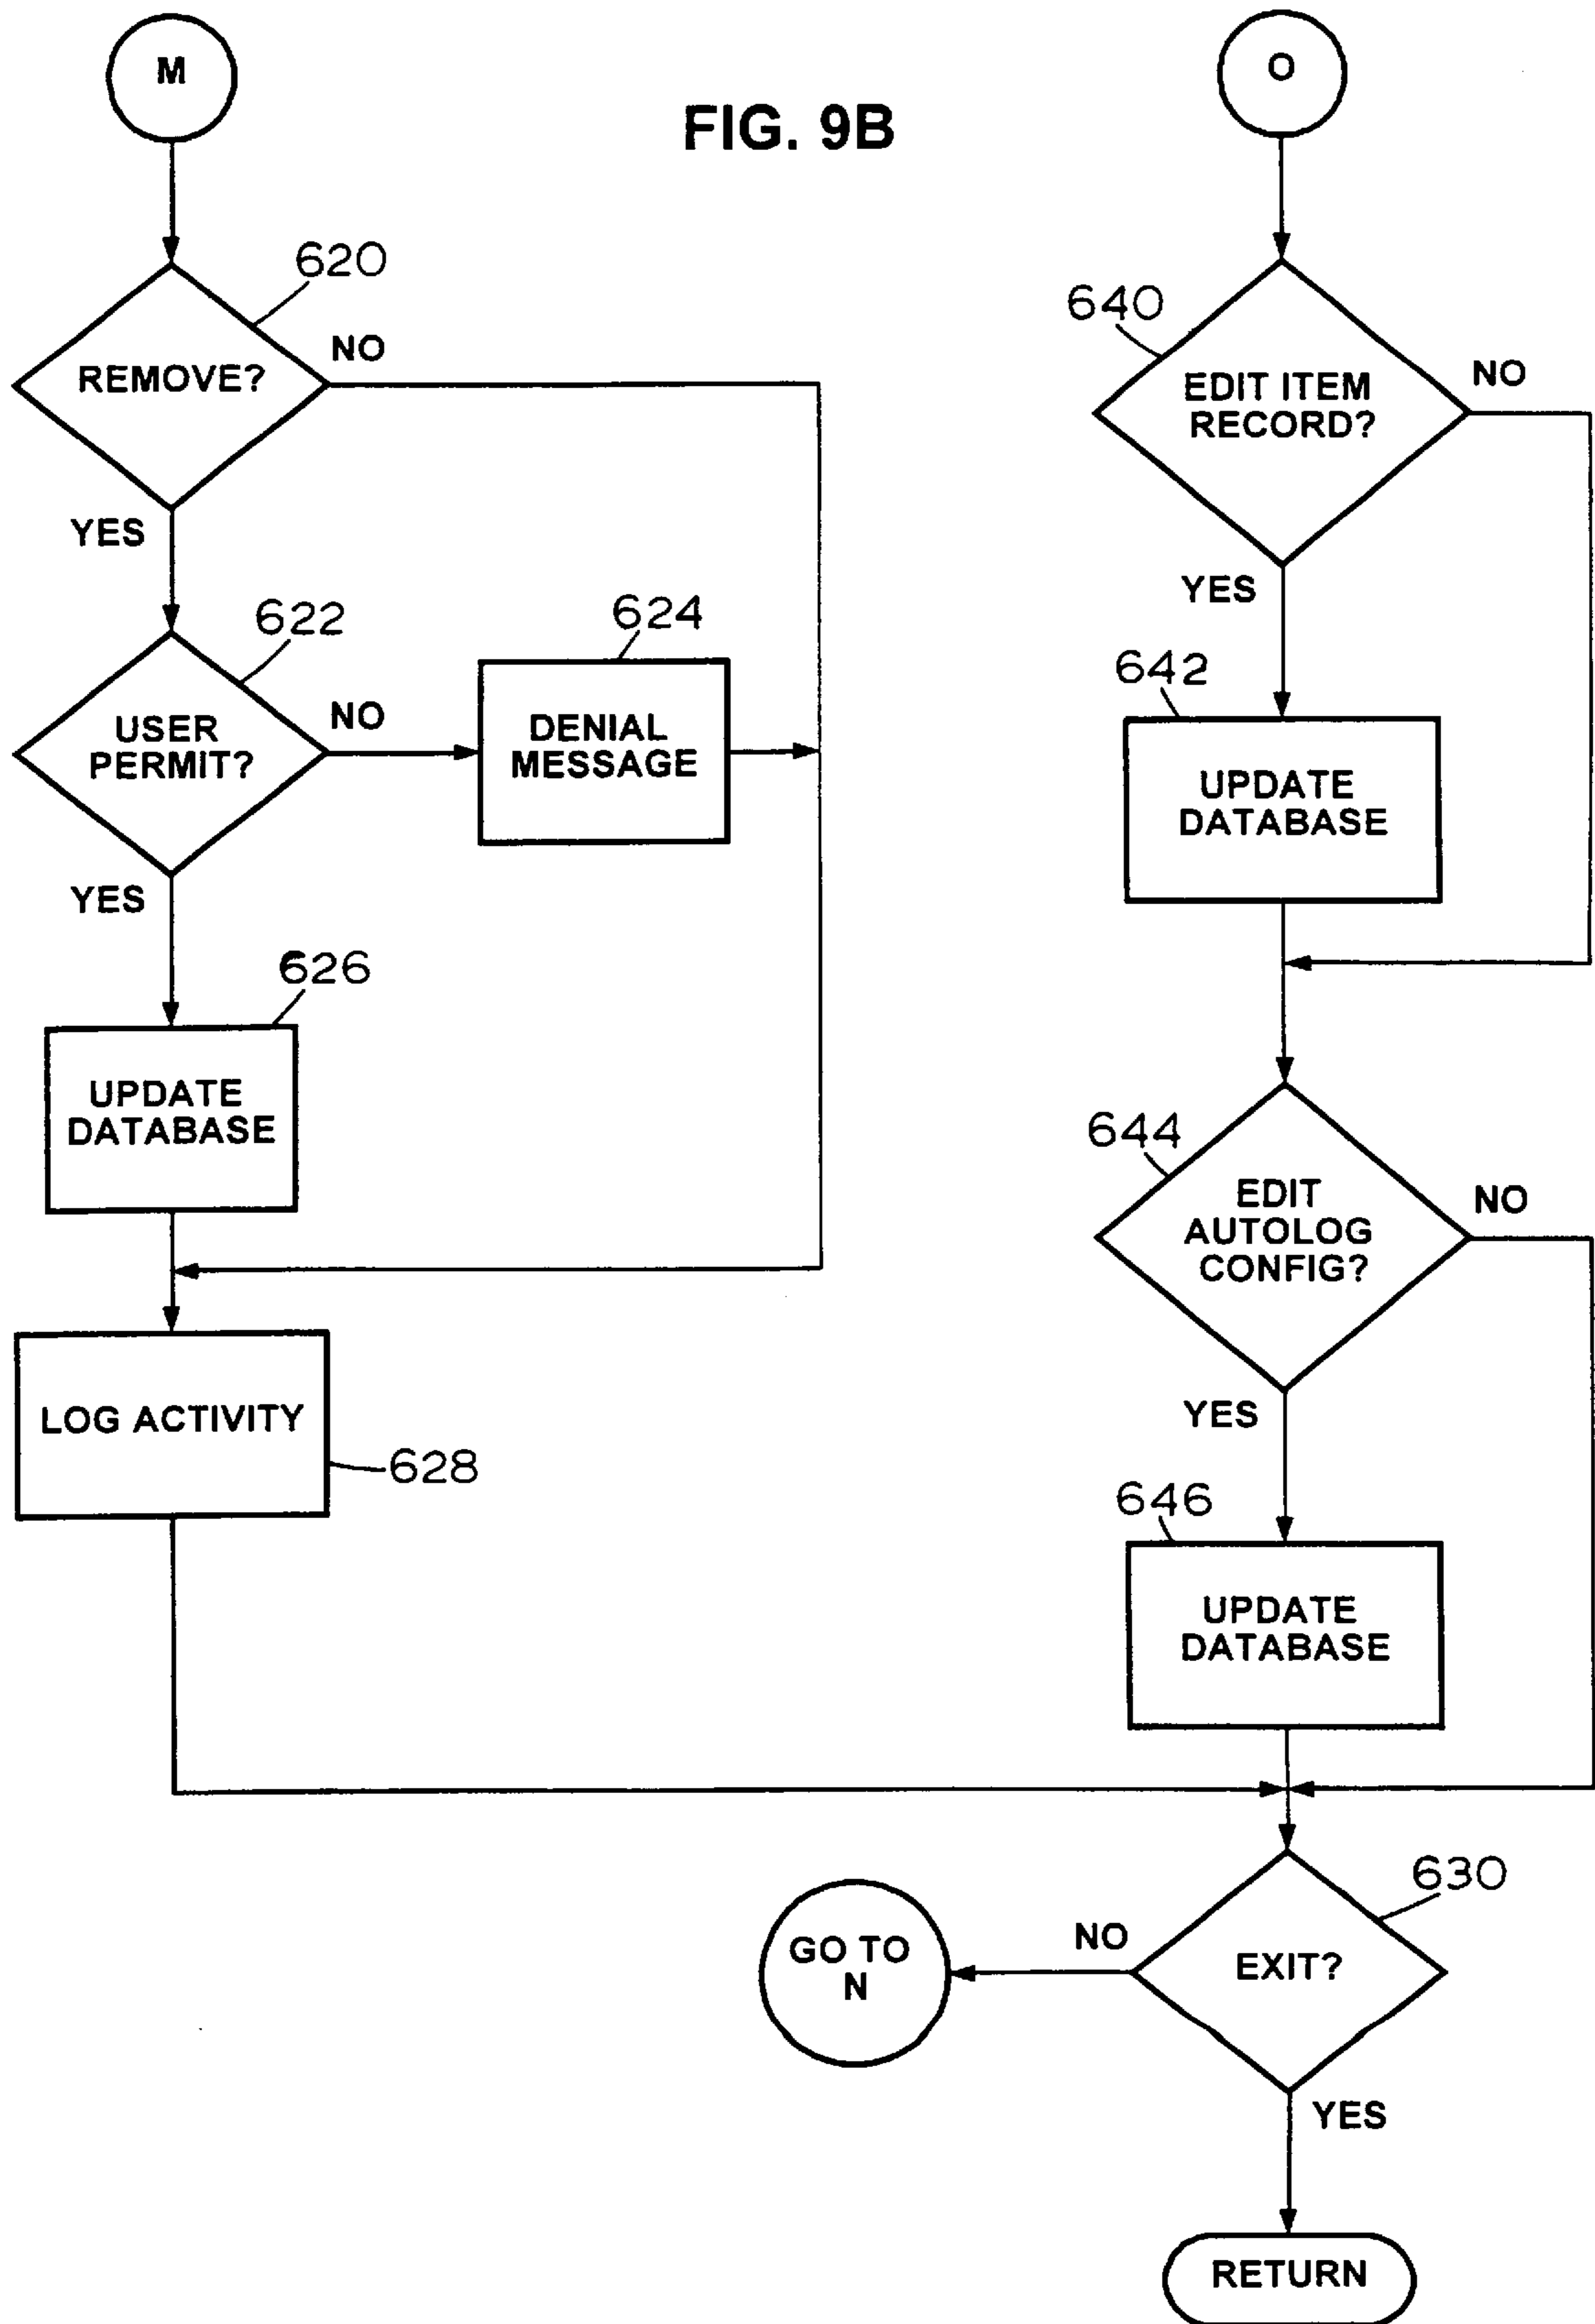 FIG. 9B
M
620
REMOVE?
NO
YES
622
USER
PERMIT?
NO
624
DENIAL
MESSAGE
YES
626
UPDATE
DATABASE
LOG ACTIVITY
628
O
640
EDIT ITEM
RECORD?
NO
YES
642
UPDATE
DATABASE
644
EDIT
AUTOLOG
CONFIG?
NO
YES
646
UPDATE
DATABASE
630
EXIT?
NO
GO TO
N
YES
RETURN